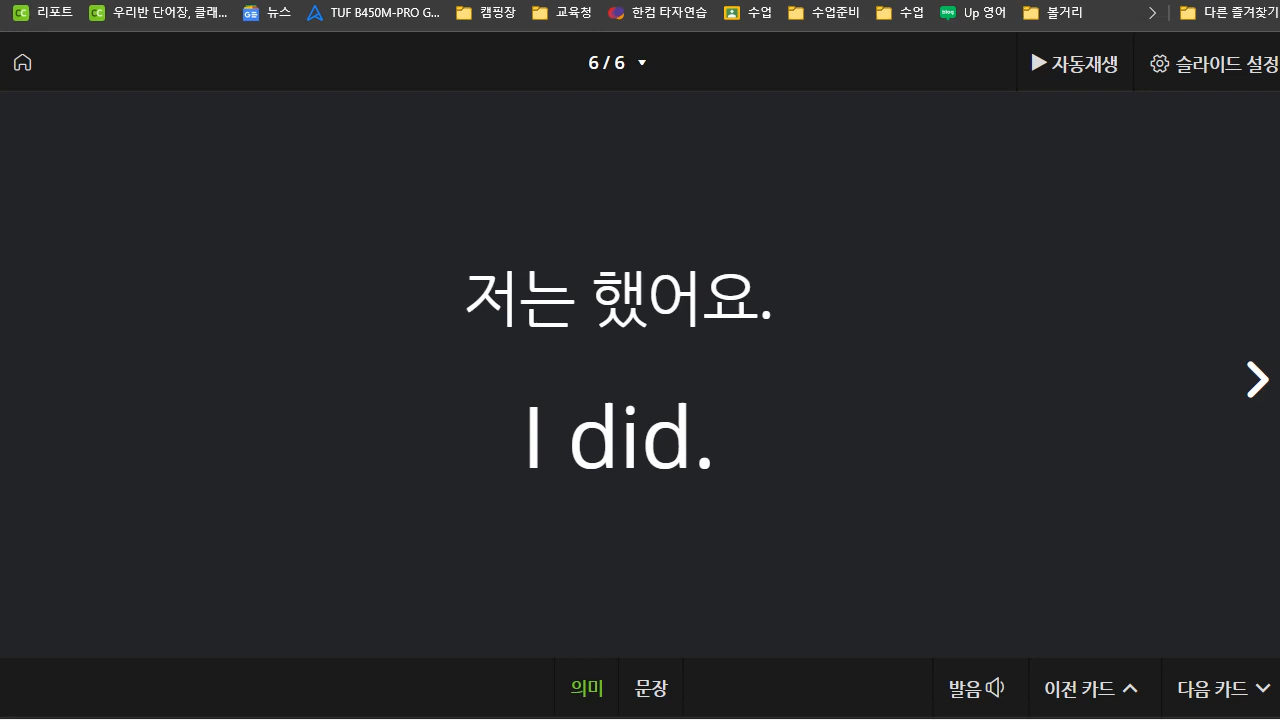 리포트 우리반 단어장, 클래... 뉴스 TUF B450M-PRO G... 캠핑장 교육청 한컴 타자연습 수업 수업준비 수업 Up 영어 볼거리 다른 즐겨찾기
6 / 6 자동재생 슬라이드 설정
저는 했어요.
I did.
의미 문장 발음 이전 카드 다음 카드